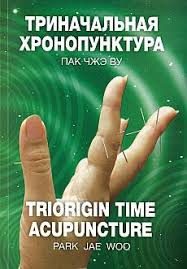 ТРИНАЧАЛЬНАЯ
ХРОНОПУНКТУРА
ПАК ЧЖЭ ВУ
TRIORIGIN TIME
ACUPUNCTURE
PARK JAE WOO